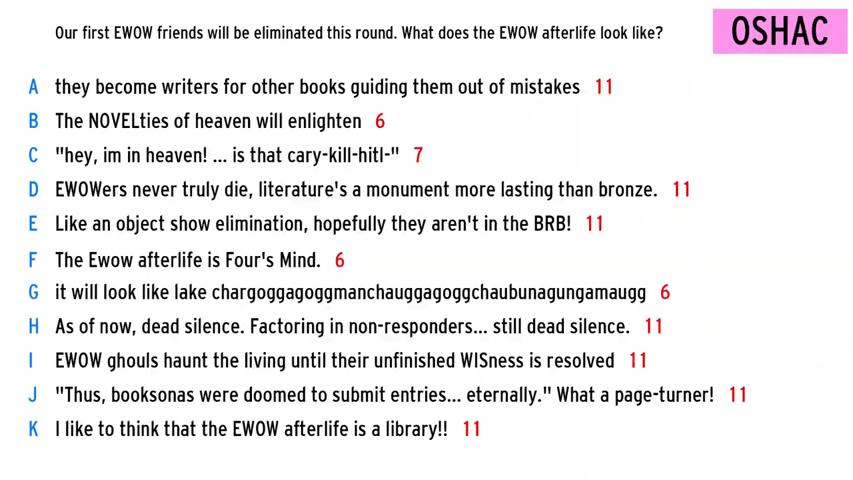 Our first EWOW friends will be eliminated this round. What does the EWOW afterlife look like?
OSHAC
A they become writers for other books guiding them out of mistakes 11
B The NOVELties of heaven will enlighten 6
C "hey, im in heaven! ... is that cary-kill-hitl-" 7
D EWOWers never truly die, literature's a monument more lasting than bronze. 11
E Like an object show elimination, hopefully they aren't in the BRB! 11
F The Ewow afterlife is Four's Mind. 6
G it will look like lake chargoggagoggmanchauggagoggchaubunagungamaugg 6
H As of now, dead silence. Factoring in non-responders... still dead silence. 11
I EWOW ghouls haunt the living until their unfinished WISness is resolved 11
J "Thus, booksonas were doomed to submit entries... eternally." What a page-turner! 11
K I like to think that the EWOW afterlife is a library!! 11